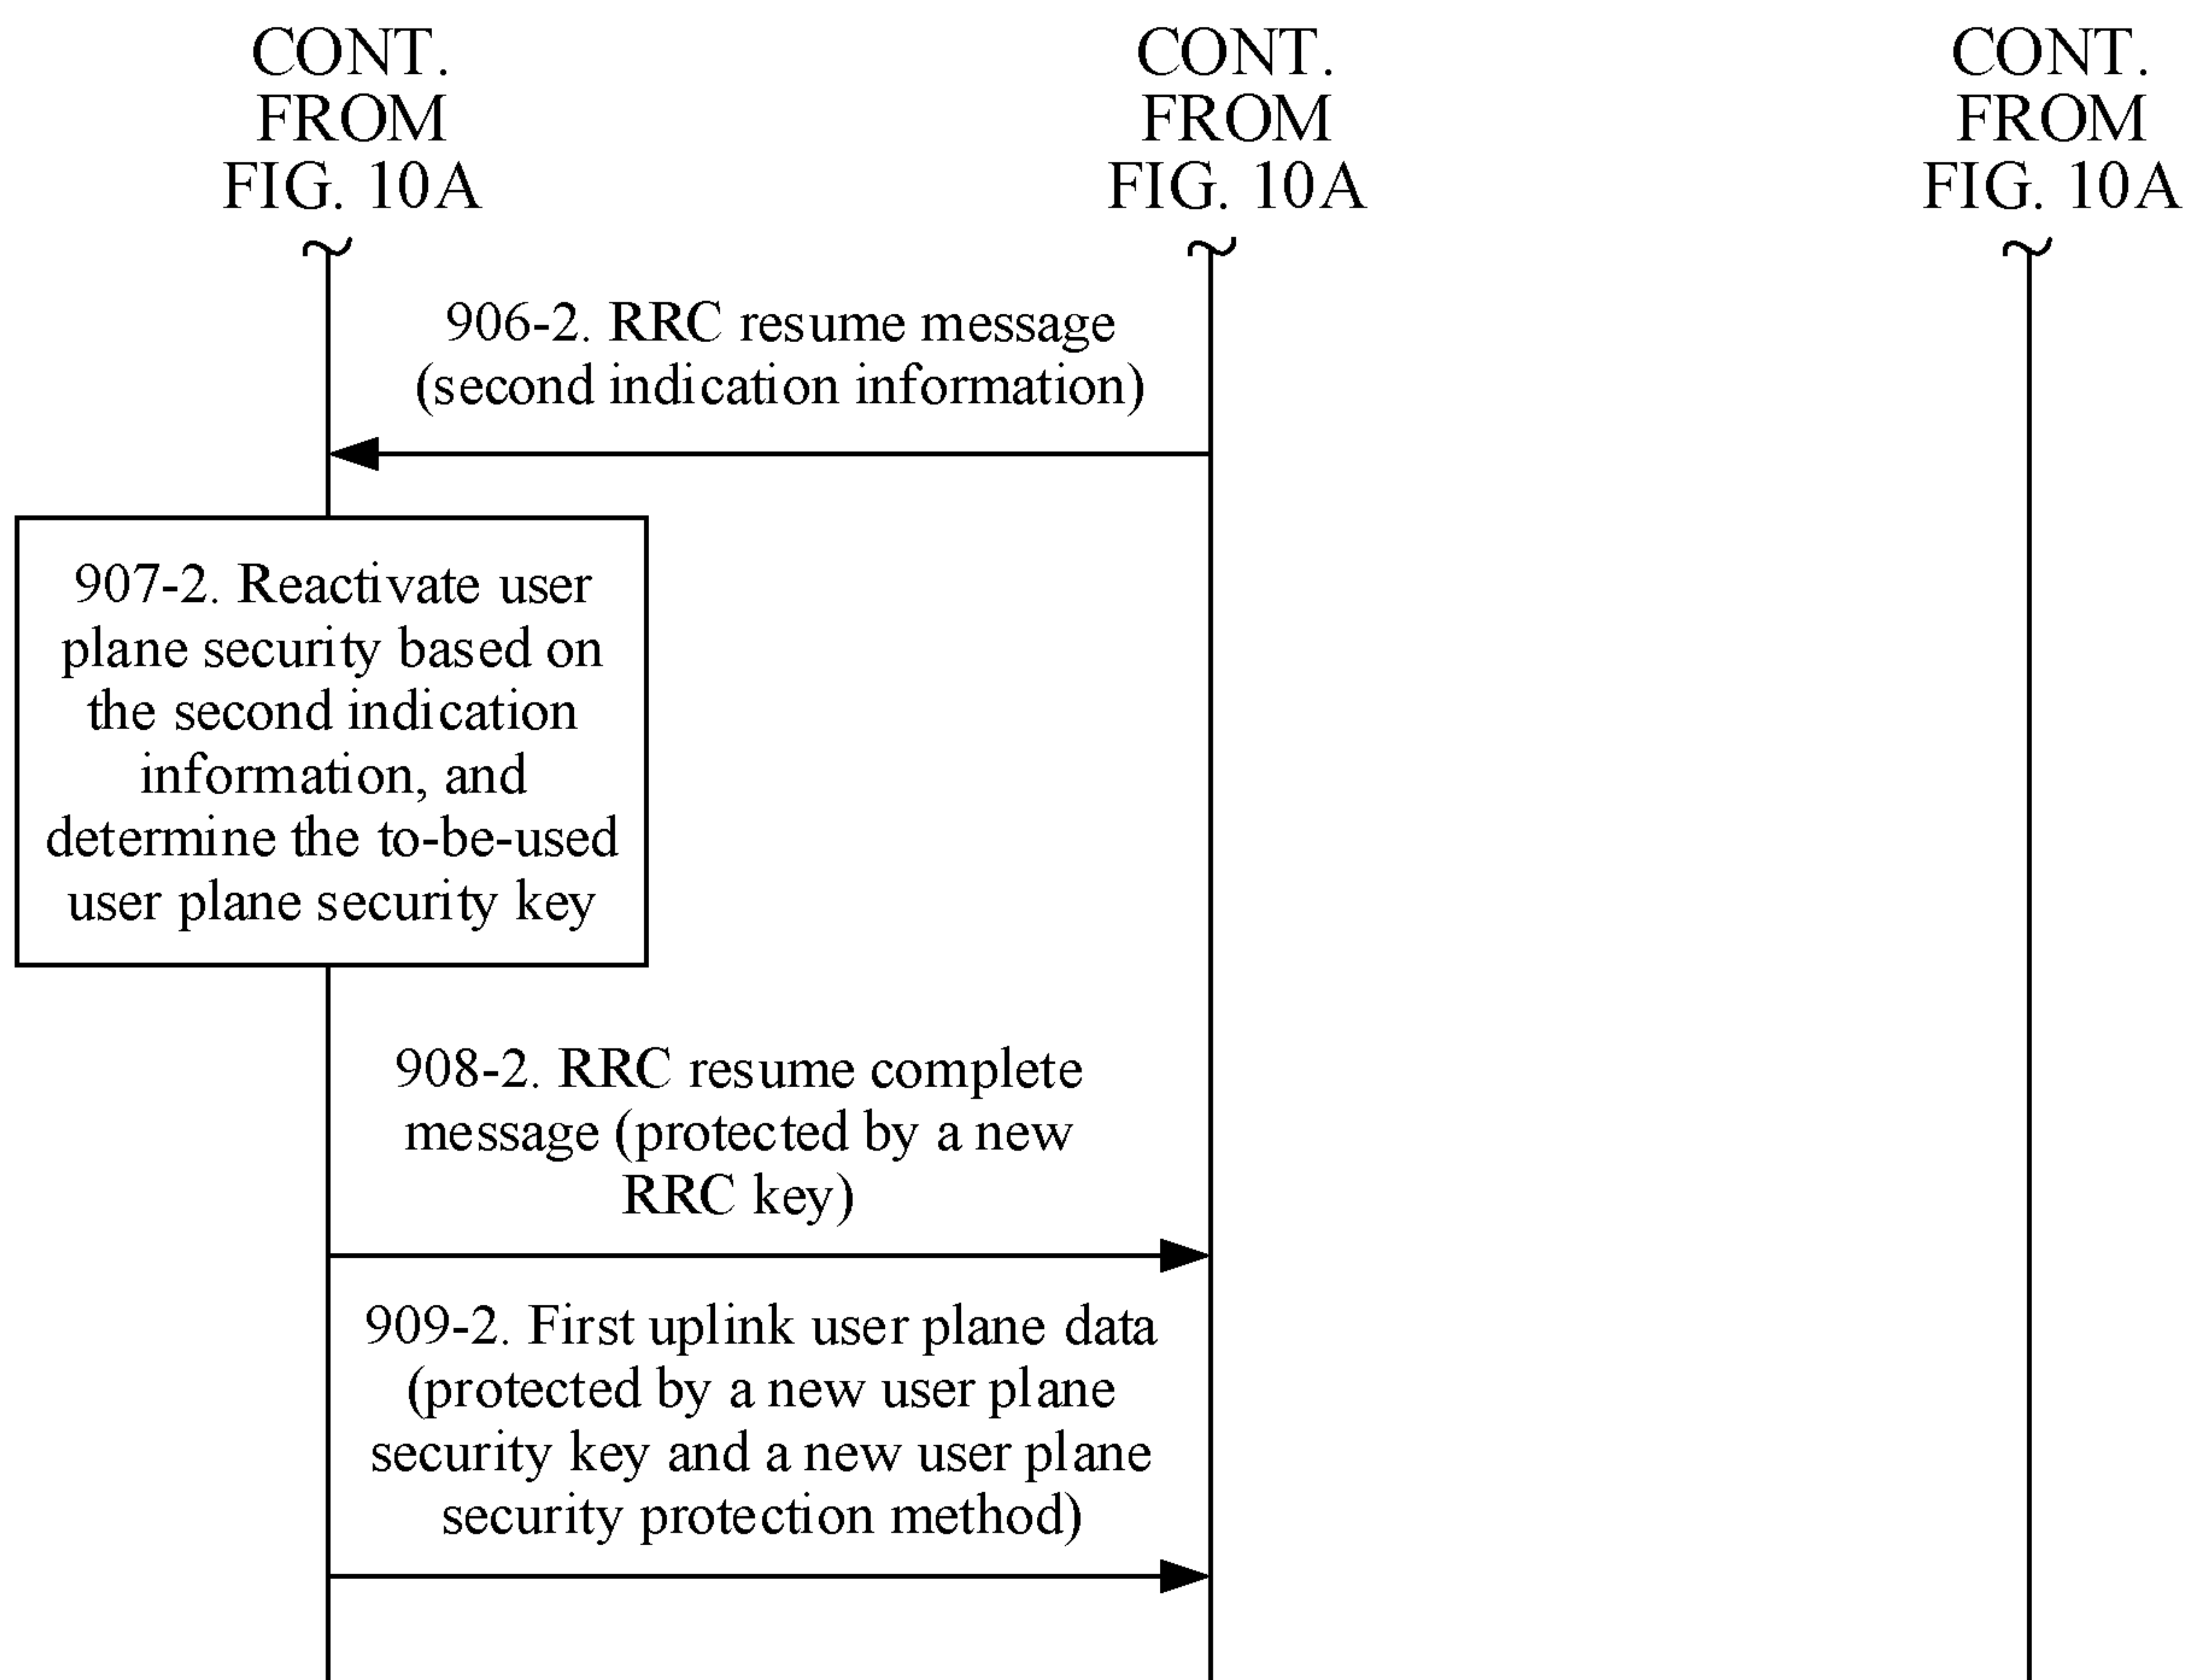 CONT.
FROM
FIG. 10A
CONT.
FROM
FIG. 10A
CONT.
FROM
FIG. 10A
906-2. RRC resume message
(second indication information)
907-2. Reactivate user
plane security based on
the second indication
information, and
determine the to-be-used
user plane security key
908-2. RRC resume complete
message (protected by a new
RRC key)
909-2. First uplink user plane data
(protected by a new user plane
security key and a new user plane
security protection method)